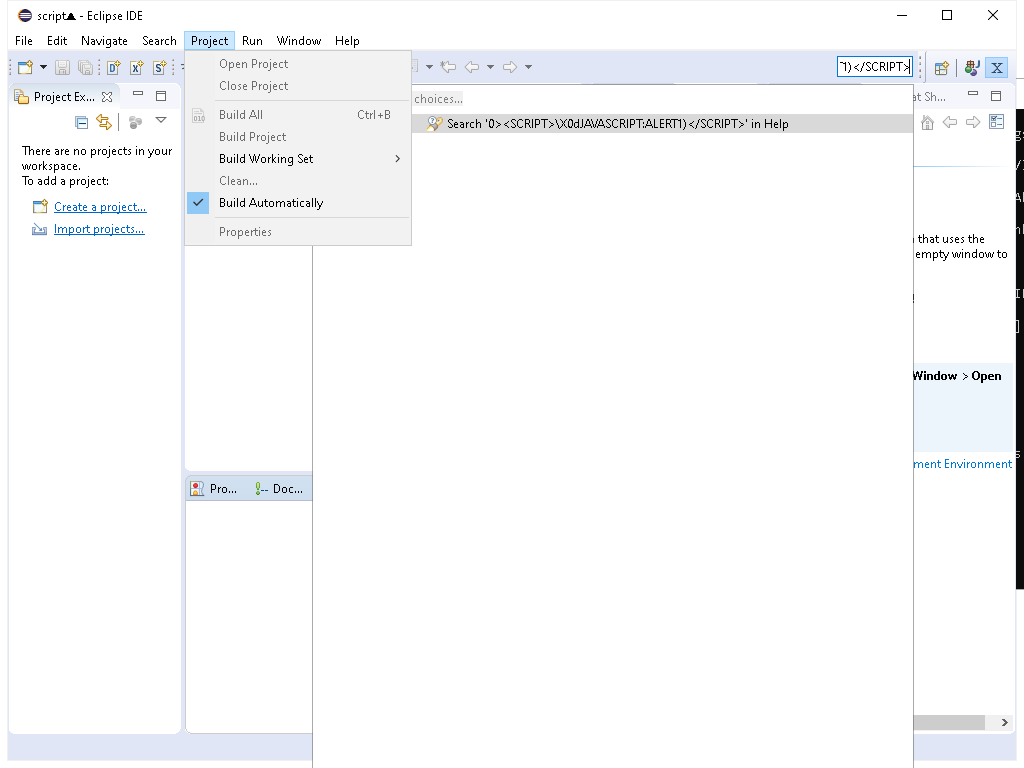 script▲ - Eclipse IDE
File Edit Navigate Search Project Run Window Help
Open Project
Close Project
Build All Ctrl+B
Build Project
Build Working Set
Clean...
Build Automatically
Properties
1)</SCRIPT>
choices...
Search '0><SCRIPT>\X0dJAVASCRIPT:ALERT1)</SCRIPT>' in Help
Project Ex...
There are no projects in your
workspace.
To add a project:
Create a project...
Import projects...
Pro... Doc...
at Sh...
that uses the
empty window to
Window > Open
ment Environment